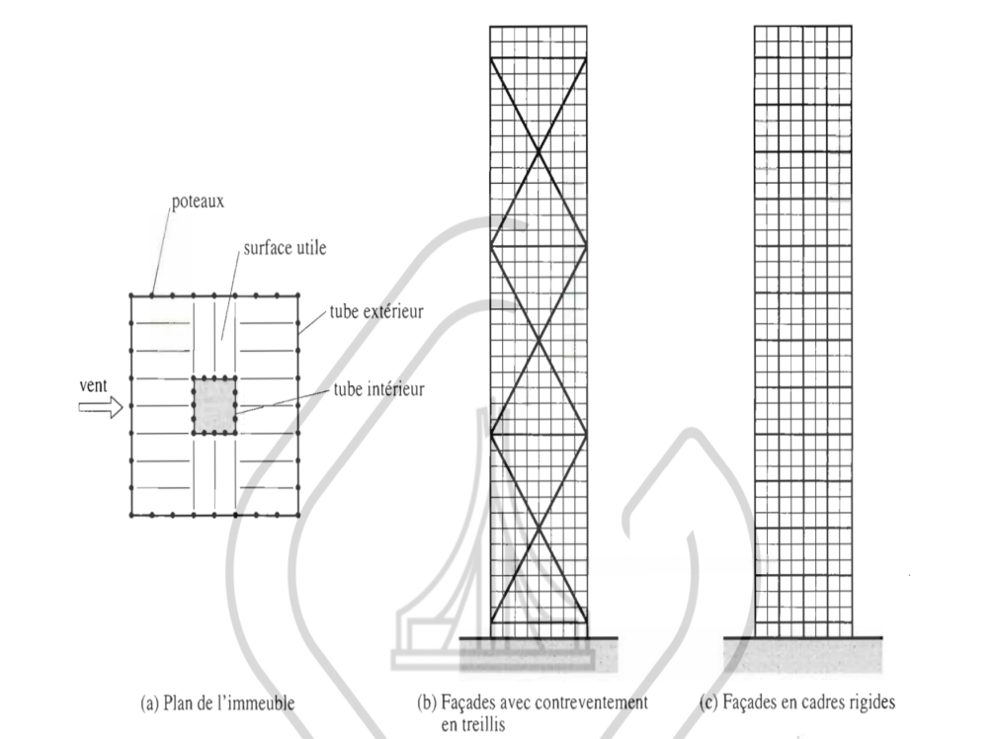 poteaux
surface utile
tube extérieur
tube intérieur
vent
(a) Plan de l'immeuble
(b) Façades avec contreventement
en treillis
(c) Façades en cadres rigides